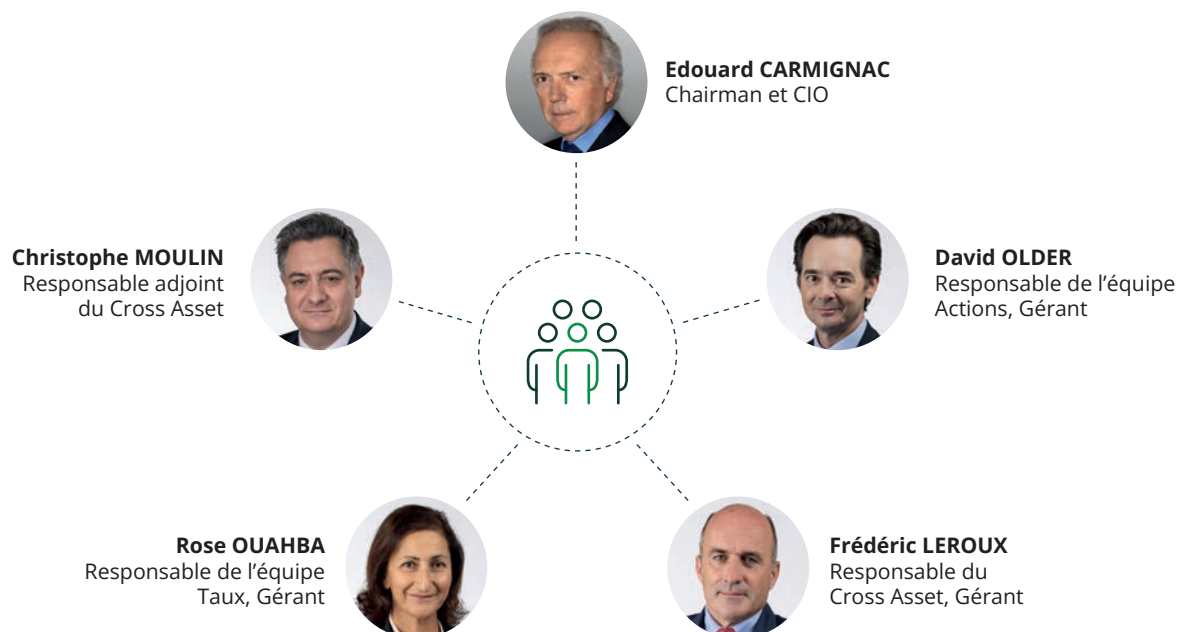 Edouard CARMIGNAC
Chairman et CIO
Christophe MOULIN
Responsable adjoint
du Cross Asset
David OLDER
Responsable de l’équipe
Actions, Gérant
Rose OUAHBA
Responsable de l’équipe
Taux, Gérant
Frédéric LEROUX
Responsable du
Cross Asset, Gérant